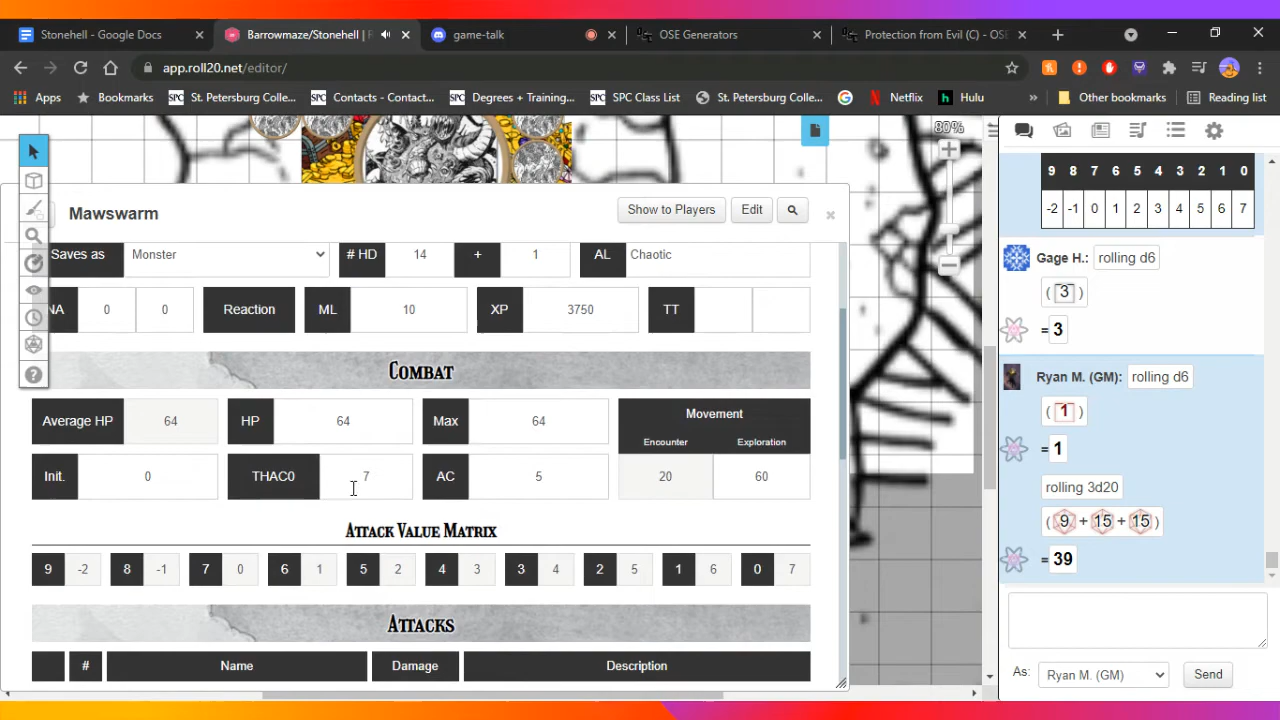 Stonehell - Google Docs
Barrowmaze/Stonehell | R
game-talk
OSE Generators
Protection from Evil (C) - OSE
app.roll20.net/editor/
Apps
Bookmarks
St. Petersburg Colle...
Contacts - Contact...
Degrees + Training...
SPC Class List
St. Petersburg Colle...
Netflix
Hulu
Other bookmarks
Reading list
80%
Mawswarm
Show to Players
Edit
Saves as Monster # HD 14 + 1 AL Chaotic
NA 0 0 Reaction ML 10 XP 3750 TT
Combat
Average HP 64 HP 64 Max 64 Movement
Encounter Exploration
Init. 0 THAC0 7 AC 5 20 60
Attack Value Matrix
9 -2 8 -1 7 0 6 1 5 2 4 3 3 4 2 5 1 6 0 7
Attacks
# Name Damage Description
9 8 7 6 5 4 3 2 1 0
-2 -1 0 1 2 3 4 5 6 7
Gage H.: rolling d6
( 3 )
= 3
Ryan M. (GM): rolling d6
( 1 )
= 1
rolling 3d20
( 9 + 15 + 15 )
= 39
As: Ryan M. (GM) Send